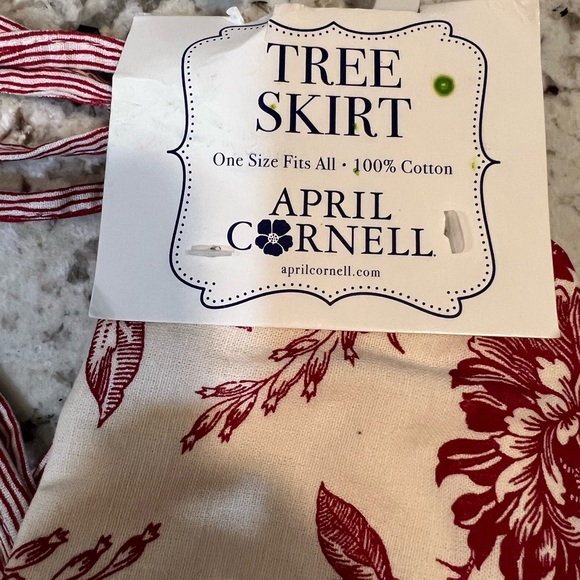 TREE
SKIRT
One Size Fits All • 100% Cotton
APRIL
CORNELL
aprilcornell.com